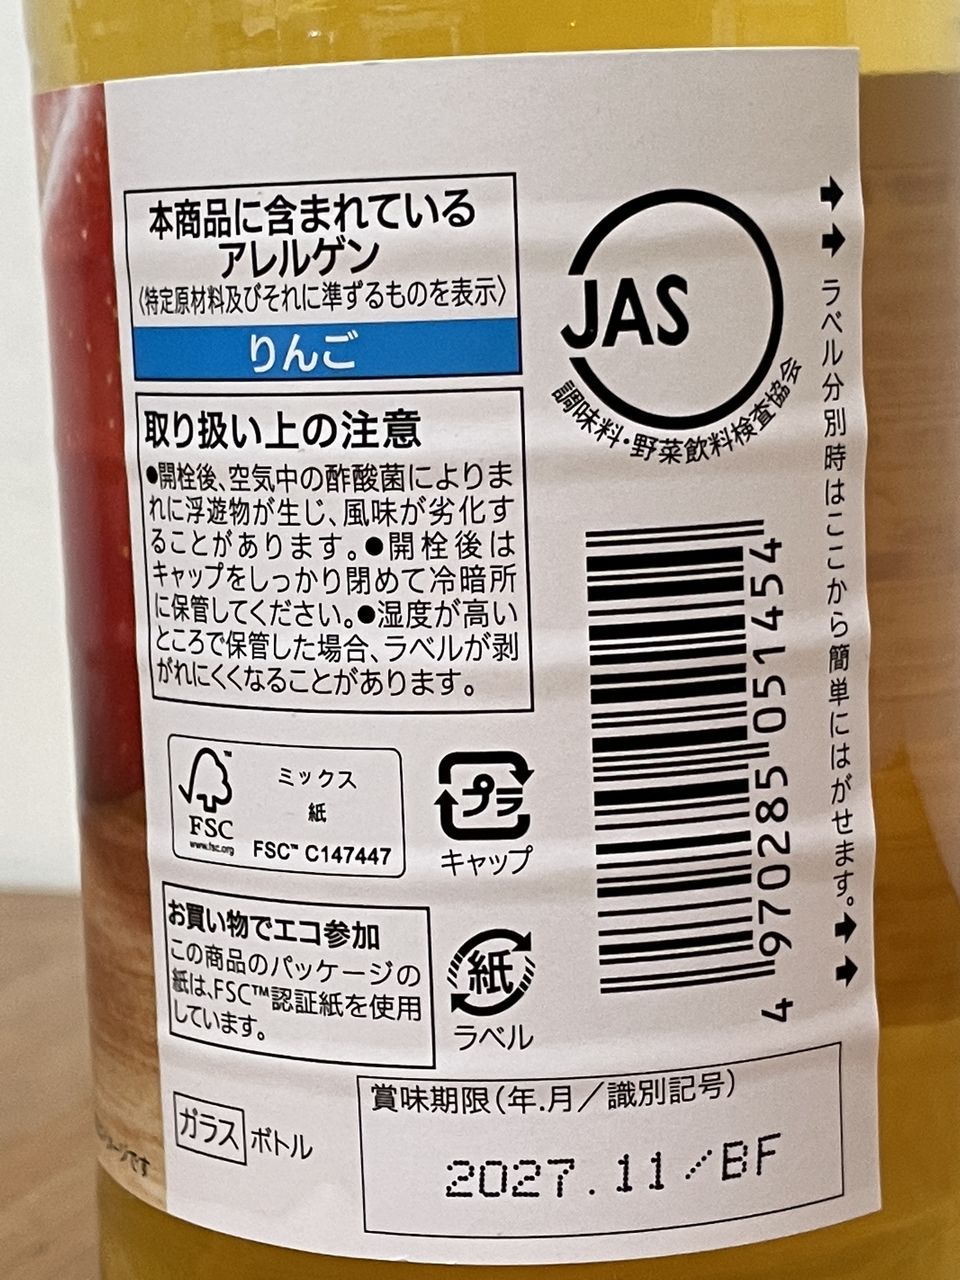 本商品に含まれている
アレルゲン
〈特定原材料及びそれに準ずるものを表示〉
りんご
取り扱い上の注意
●開栓後、空気中の酢酸菌によりま
れに浮遊物が生じ、風味が劣化す
ることがあります。●開栓後は
キャップをしっかり閉めて冷暗所
に保管してください。●湿度が高い
ところで保管した場合、ラベルが剥
がれにくくなることがあります。
FSC
www.fsc.org
ミックス
紙
FSC™ C147447
プラ
キャップ
お買い物でエコ参加
この商品のパッケージの
紙は、FSC™認証紙を使用
しています。
紙
ラベル
ガラス ボトル
賞味期限(年.月/識別記号)
2027.11/BF
JAS
調味料・野菜飲料検査協会
4 970285 051454
➡➡ラベル分別時はここから簡単にはがせます。➡➡